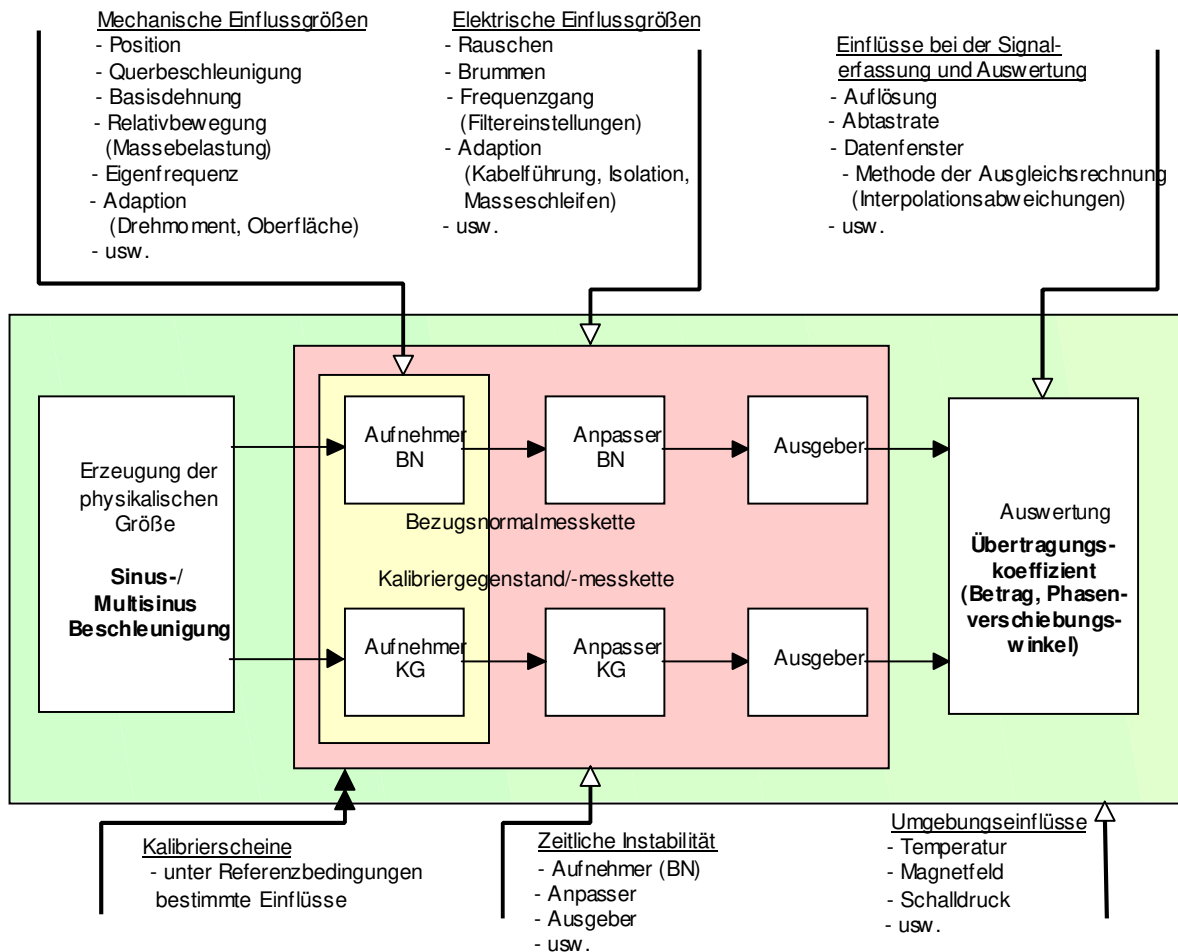 Mechanische Einflussgrößen
- Position
- Querbeschleunigung
- Basisdehnung
- Relativbewegung
(Massebelastung)
- Eigenfrequenz
- Adaption
(Drehmoment, Oberfläche)
- usw.
Elektrische Einflussgrößen
- Rauschen
- Brummen
- Frequenzgang
(Filtereinstellungen)
- Adaption
(Kabelführung, Isolation,
Masseschleifen)
- usw.
Einflüsse bei der Signal-
erfassung und Auswertung
- Auflösung
- Abtastrate
- Datenfenster
- Methode der Ausgleichsrechnung
(Interpolationsabweichungen)
- usw.
Erzeugung der
physikalischen
Größe
Sinus-/
Multisinus
Beschleunigung
Aufnehmer
BN
Anpasser
BN
Ausgeber
Bezugsnormalmesskette
Kalibriergegenstand/-messkette
Aufnehmer
KG
Anpasser
KG
Ausgeber
Auswertung
Übertragungs-
koeffizient
(Betrag, Phasen-
verschiebungs-
winkel)
Kalibrierscheine
- unter Referenzbedingungen
bestimmte Einflüsse
Zeitliche Instabilität
- Aufnehmer (BN)
- Anpasser
- Ausgeber
- usw.
Umgebungseinflüsse
- Temperatur
- Magnetfeld
- Schalldruck
- usw.